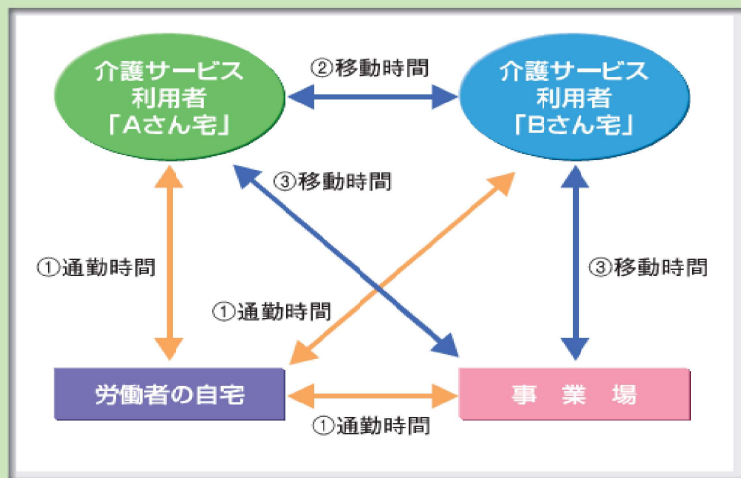 介護サービス
利用者
「Aさん宅」
②移動時間
介護サービス
利用者
「Bさん宅」
③移動時間
①通勤時間
③移動時間
①通勤時間
労働者の自宅
事業場
①通勤時間